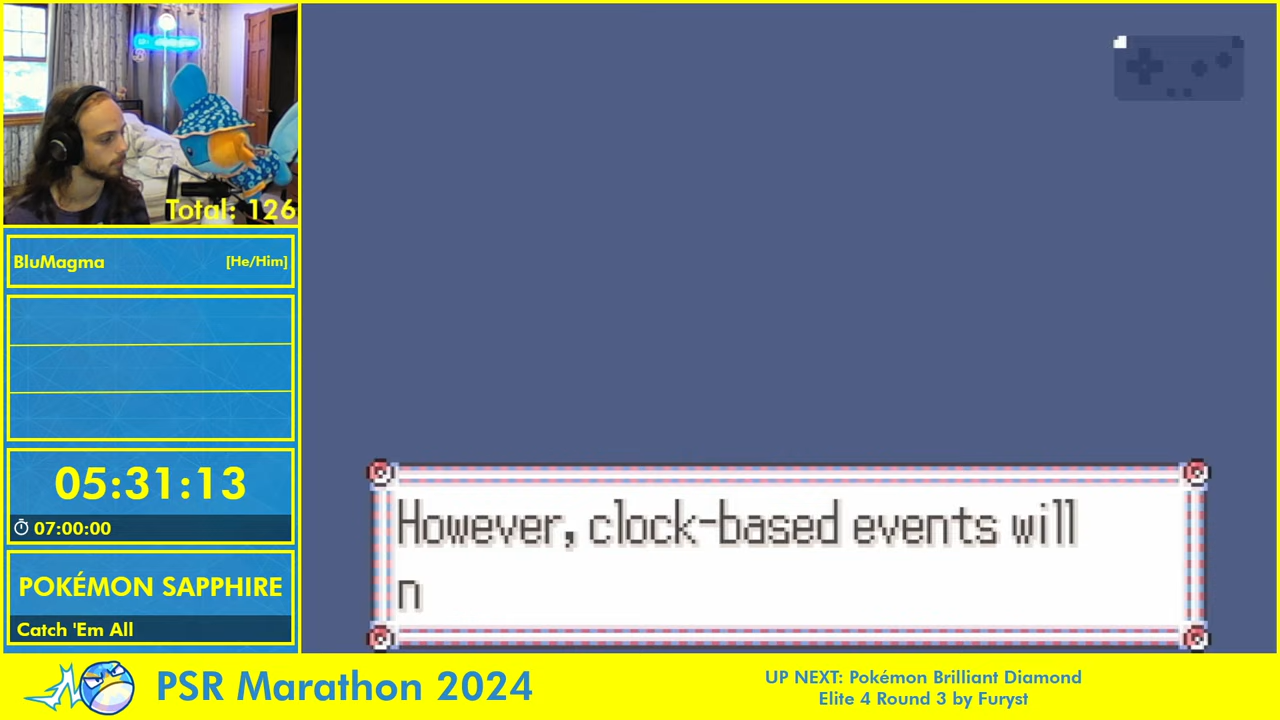 Total: 126
BluMagma [He/Him]
05:31:13
07:00:00
POKÉMON SAPPHIRE
Catch 'Em All
However, clock-based events will
n
PSR Marathon 2024
UP NEXT: Pokémon Brilliant Diamond
Elite 4 Round 3 by Furyst